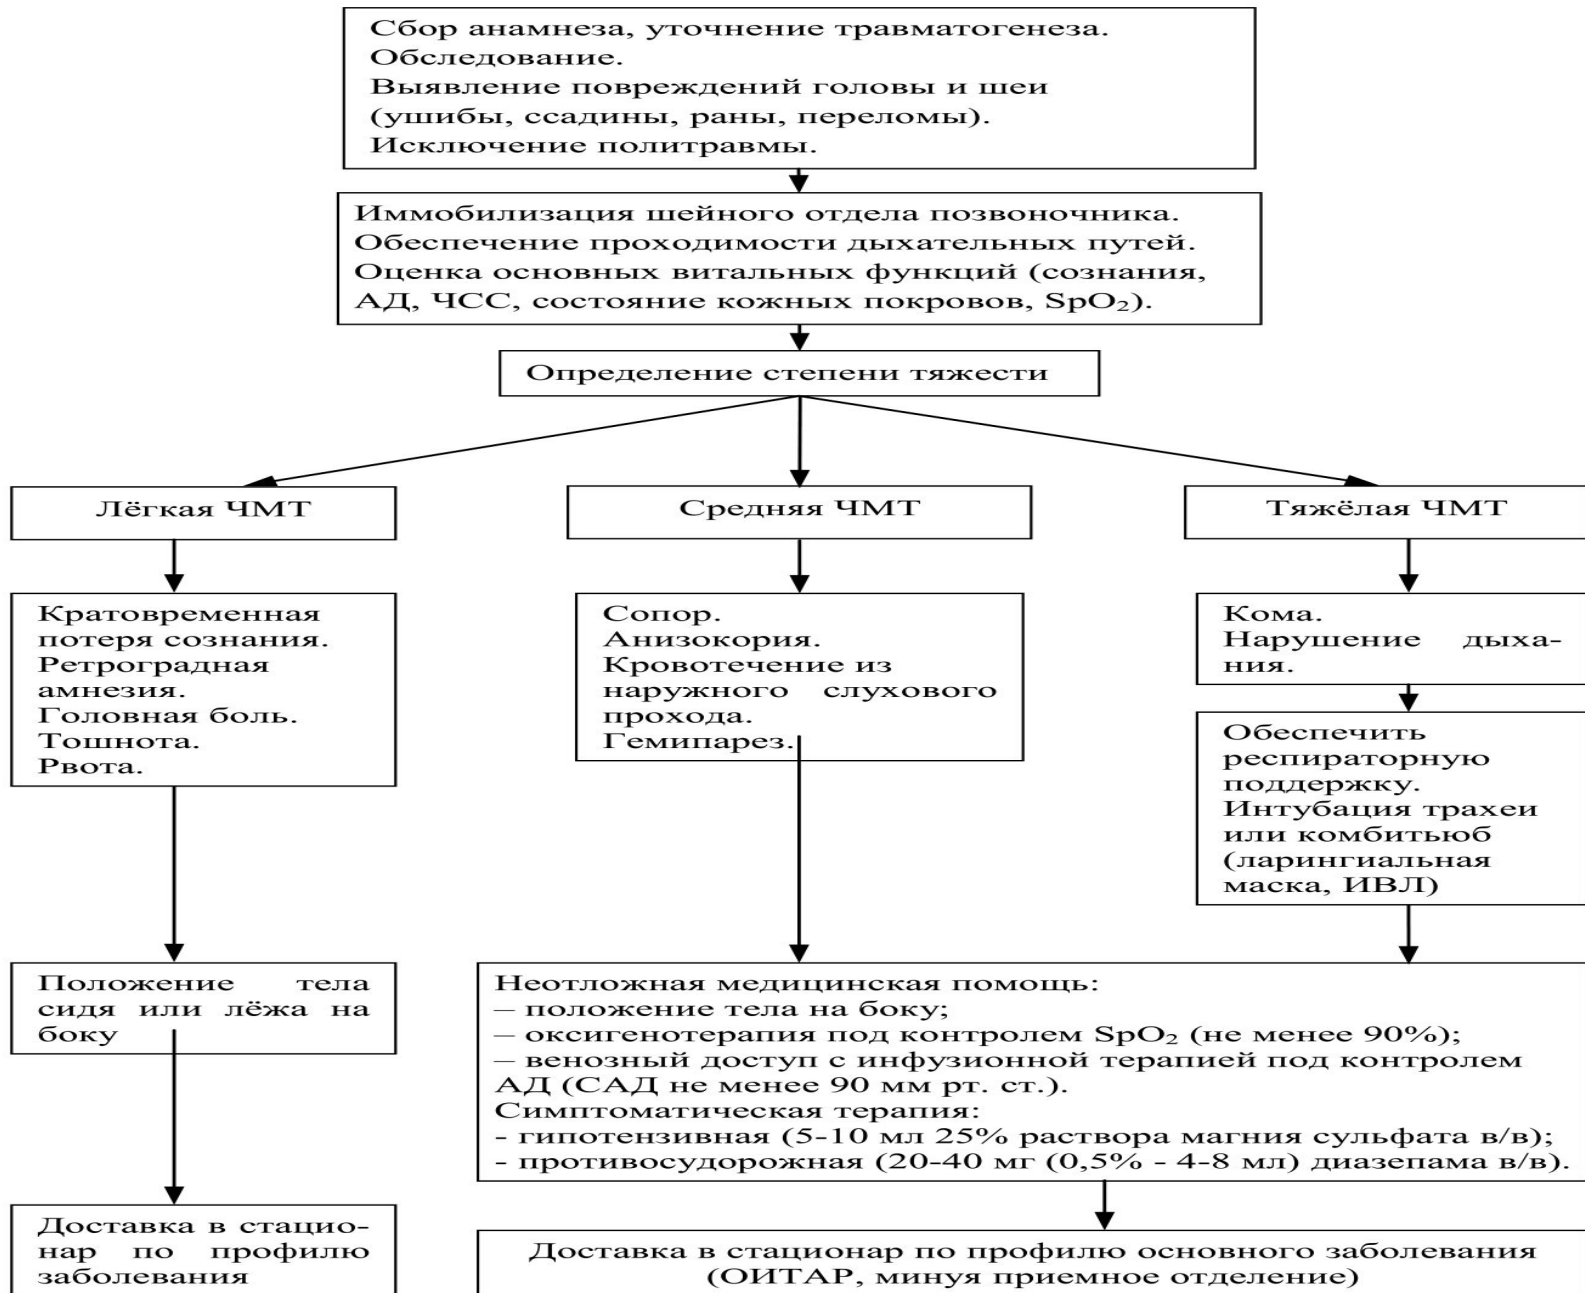 Сбор анамнеза, уточнение травматогенеза.
Обследование.
Выявление повреждений головы и шеи
(ушибы, ссадины, раны, переломы).
Исключение политравмы.
Иммобилизация шейного отдела позвоночника.
Обеспечение проходимости дыхательных путей.
Оценка основных витальных функций (сознания,
АД, ЧСС, состояние кожных покровов, SpO₂).
Определение степени тяжести
Лёгкая ЧМТ
Средняя ЧМТ
Тяжёлая ЧМТ
Кратовременная
потеря сознания.
Ретроградная
амнезия.
Головная боль.
Тошнота.
Рвота.
Сопор.
Анизокория.
Кровотечение из
наружного слухового
прохода.
Гемипарез.
Кома.
Нарушение дыха-
ния.
Обеспечить
респираторную
поддержку.
Интубация трахеи
или комбитьюб
(ларингиальная
маска, ИВЛ)
Положение тела
сидя или лёжа на
боку
Неотложная медицинская помощь:
– положение тела на боку;
– оксигенотерапия под контролем SpO₂ (не менее 90%);
– венозный доступ с инфузионной терапией под контролем
АД (САД не менее 90 мм рт. ст.).
Симптоматическая терапия:
- гипотензивная (5-10 мл 25% раствора магния сульфата в/в);
- противосудорожная (20-40 мг (0,5% - 4-8 мл) диазепама в/в).
Доставка в стацио-
нар по профилю
заболевания
Доставка в стационар по профилю основного заболевания
(ОИТАР, минуя приемное отделение)